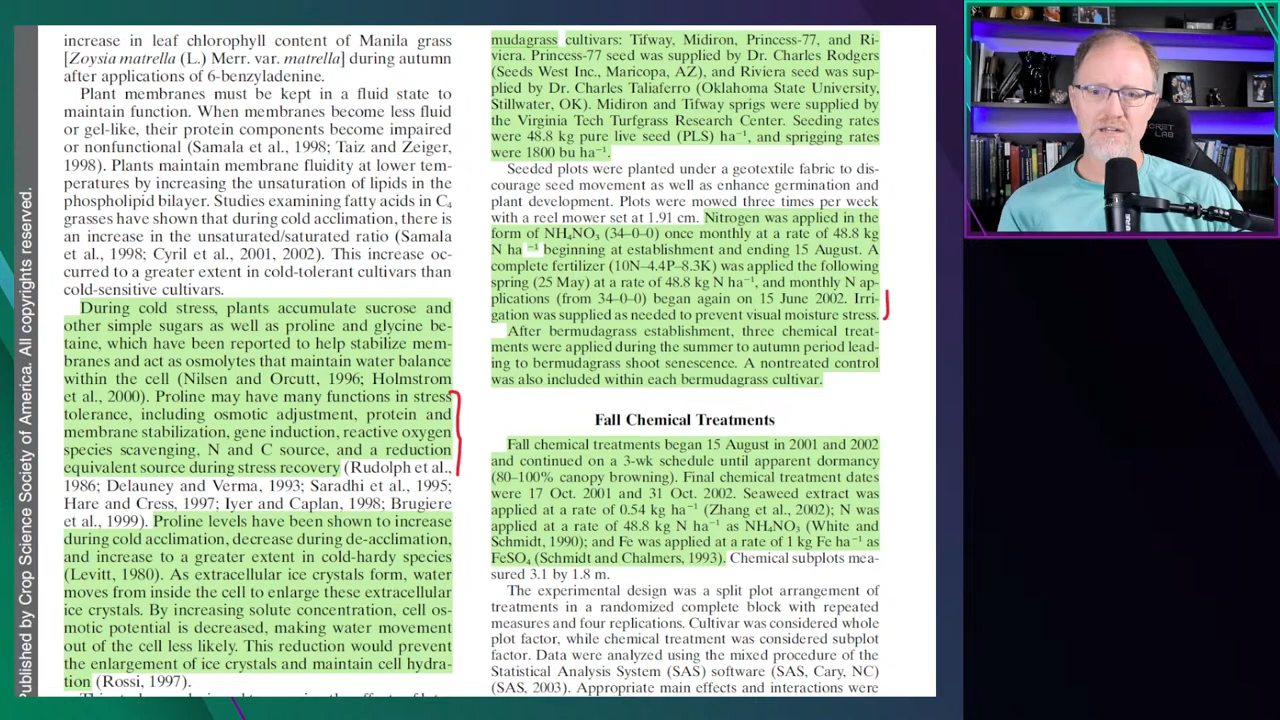 increase in leaf chlorophyll content of Manila grass
[Zoysia matrella (L.) Merr. var. matrella] during autumn
after applications of 6-benzyladenine.
Plant membranes must be kept in a fluid state to
maintain function. When membranes become less fluid
or gel-like, their protein components become impaired
or nonfunctional (Samala et al., 1998; Taiz and Zeiger,
1998). Plants maintain membrane fluidity at lower tem-
peratures by increasing the unsaturation of lipids in the
phospholipid bilayer. Studies examining fatty acids in C₄
grasses have shown that during cold acclimation, there is
an increase in the unsaturated/saturated ratio (Samala
et al., 1998; Cyril et al., 2001, 2002). This increase oc-
curred to a greater extent in cold-tolerant cultivars than
cold-sensitive cultivars.
During cold stress, plants accumulate sucrose and
other simple sugars as well as proline and glycine be-
taine, which have been reported to help stabilize mem-
branes and act as osmolytes that maintain water balance
within the cell (Nilsen and Orcutt, 1996; Holmstrom
et al., 2000). Proline may have many functions in stress
tolerance, including osmotic adjustment, protein and
membrane stabilization, gene induction, reactive oxygen
species scavenging, N and C source, and a reduction
equivalent source during stress recovery (Rudolph et al.,
1986; Delauney and Verma, 1993; Saradhi et al., 1995;
Hare and Cress, 1997; Iyer and Caplan, 1998; Brugiere
et al., 1999). Proline levels have been shown to increase
during cold acclimation, decrease during de-acclimation,
and increase to a greater extent in cold-hardy species
(Levitt, 1980). As extracellular ice crystals form, water
moves from inside the cell to enlarge these extracellular
ice crystals. By increasing solute concentration, cell os-
motic potential is decreased, making water movement
out of the cell less likely. This reduction would prevent
the enlargement of ice crystals and maintain cell hydra-
tion (Rossi, 1997).
mudagrass cultivars: Tifway, Midiron, Princess-77, and Ri-
viera. Princess-77 seed was supplied by Dr. Charles Rodgers
(Seeds West Inc., Maricopa, AZ), and Riviera seed was sup-
plied by Dr. Charles Taliaferro (Oklahoma State University,
Stillwater, OK). Midiron and Tifway sprigs were supplied by
the Virginia Tech Turfgrass Research Center. Seeding rates
were 48.8 kg pure live seed (PLS) ha⁻¹, and sprigging rates
were 1800 bu ha⁻¹.
Seeded plots were planted under a geotextile fabric to dis-
courage seed movement as well as enhance germination and
plant development. Plots were mowed three times per week
with a reel mower set at 1.91 cm. Nitrogen was applied in the
form of NH₄NO₃ (34–0–0) once monthly at a rate of 48.8 kg
N ha⁻¹ beginning at establishment and ending 15 August. A
complete fertilizer (10N–4.4P–8.3K) was applied the following
spring (25 May) at a rate of 48.8 kg N ha⁻¹, and monthly N ap-
plications (from 34–0–0) began again on 15 June 2002. Irri-
gation was supplied as needed to prevent visual moisture stress.
After bermudagrass establishment, three chemical treat-
ments were applied during the summer to autumn period lead-
ing to bermudagrass shoot senescence. A nontreated control
was also included within each bermudagrass cultivar.
Fall Chemical Treatments
Fall chemical treatments began 15 August in 2001 and 2002
and continued on a 3-wk schedule until apparent dormancy
(80–100% canopy browning). Final chemical treatment dates
were 17 Oct. 2001 and 31 Oct. 2002. Seaweed extract was
applied at a rate of 0.54 kg ha⁻¹ (Zhang et al., 2002); N was
applied at a rate of 48.8 kg N ha⁻¹ as NH₄NO₃ (White and
Schmidt, 1990); and Fe was applied at a rate of 1 kg Fe ha⁻¹ as
FeSO₄ (Schmidt and Chalmers, 1993). Chemical subplots mea-
sured 3.1 by 1.8 m.
The experimental design was a split plot arrangement of
treatments in a randomized complete block with repeated
measures and four replications. Cultivar was considered whole
plot factor, while chemical treatment was considered subplot
factor. Data were analyzed using the mixed procedure of the
Statistical Analysis System (SAS) software (SAS, Cary, NC)
(SAS, 2003). Appropriate main effects and interactions were
Published by Crop Science Society of America. All copyrights reserved.